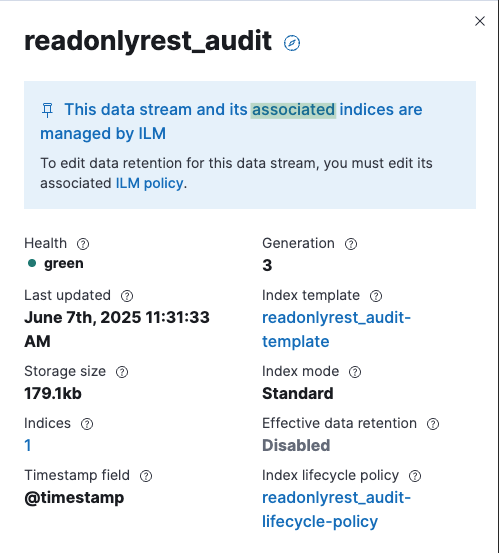 readonlyrest_audit
This data stream and its associated indices are
managed by ILM
To edit data retention for this data stream, you must edit its
associated ILM policy.
Health
green
Generation
3
Last updated
June 7th, 2025 11:31:33
AM
Index template
readonlyrest_audit-
template
Storage size
179.1kb
Index mode
Standard
Indices
1
Effective data retention
Disabled
Timestamp field
@timestamp
Index lifecycle policy
readonlyrest_audit-
lifecycle-policy